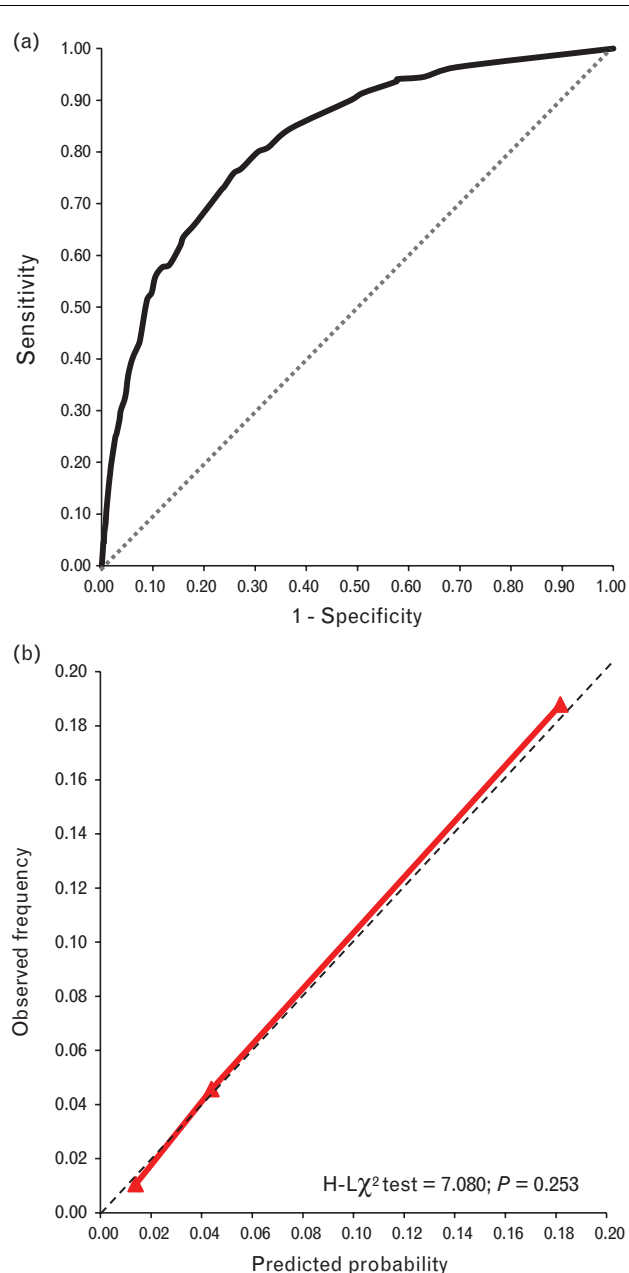 (a)
1.00
0.90
0.80
0.70
0.60
0.50
0.40
0.30
0.20
0.10
0.00
Sensitivity
0.00 0.10 0.20 0.30 0.40 0.50 0.60 0.70 0.80 0.90 1.00
1 - Specificity
(b)
0.20
0.18
0.16
0.14
0.12
0.10
0.08
0.06
0.04
0.02
0.00
Observed frequency
H-Lχ² test = 7.080; P = 0.253
0.00 0.02 0.04 0.06 0.08 0.10 0.12 0.14 0.16 0.18 0.20
Predicted probability